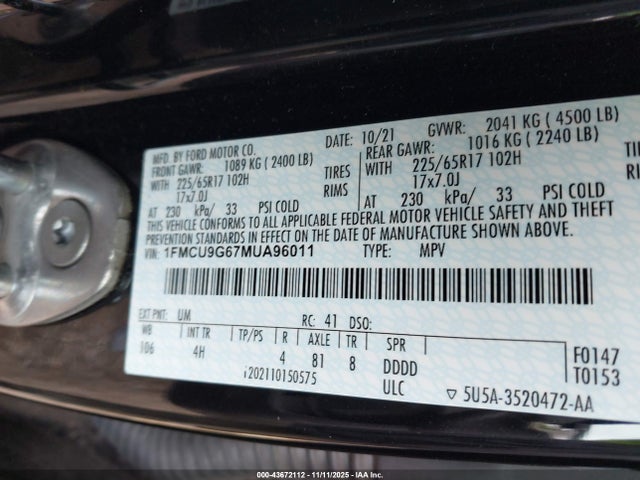 MFD. BY FORD MOTOR CO. DATE: 10/21 GVWR: 2041 KG ( 4500 LB)
FRONT GAWR: 1089 KG ( 2400 LB) REAR GAWR: 1016 KG ( 2240 LB)
WITH 225/65R17 102H TIRES WITH 225/65R17 102H TIRE
17x7.0J RIMS 17x7.0J RIMS
AT 230 kPa/ 33 PSI COLD AT 230 kPa/ 33 PSI COLD
THIS VEHICLE CONFORMS TO ALL APPLICABLE FEDERAL MOTOR VEHICLE SAFETY AND THEFT
PREVENTION STANDARDS IN EFFECT ON THE DATE OF MANUFACTURE SHOWN ABOVE.
VIN: 1FMCU9G67MUA96011 TYPE: MPV
EXT PNT: UM RC: 41 DSO:
WB INT TR TP/PS R AXLE TR SPR
106 4H 4 81 8 DDDD
F0147
T0153
i202110150575 ULC ▽ 5U5A-3520472-AA
000-43672112 - 11/11/2025 - IAA Inc.